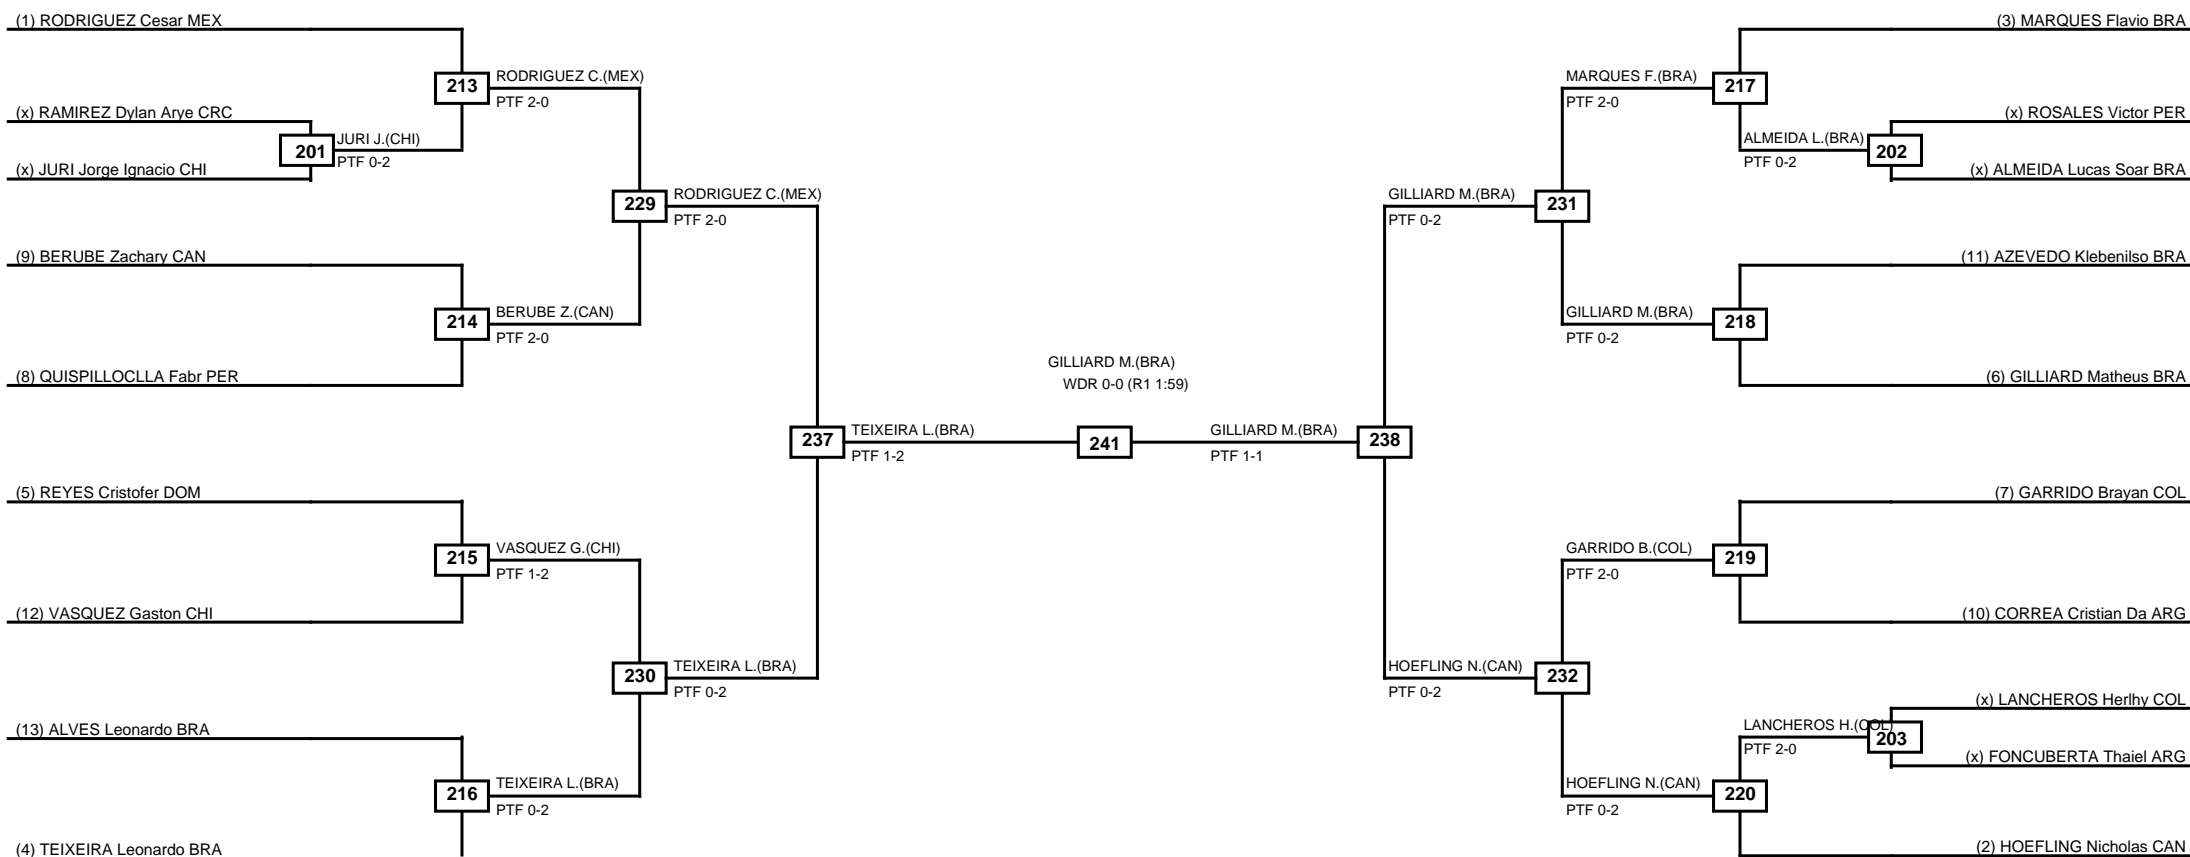 (1) RODRIGUEZ Cesar MEX
(x) RAMIREZ Dylan Arye CRC
(x) JURI Jorge Ignacio CHI
(9) BERUBE Zachary CAN
(8) QUISPILLOCLLA Fabr PER
(5) REYES Cristofer DOM
(12) VASQUEZ Gaston CHI
(13) ALVES Leonardo BRA
(4) TEIXEIRA Leonardo BRA
201
JURI J.(CHI)
PTF 0-2
213
RODRIGUEZ C.(MEX)
PTF 2-0
214
BERUBE Z.(CAN)
PTF 2-0
215
VASQUEZ G.(CHI)
PTF 1-2
216
TEIXEIRA L.(BRA)
PTF 0-2
229
RODRIGUEZ C.(MEX)
PTF 2-0
230
TEIXEIRA L.(BRA)
PTF 0-2
237
TEIXEIRA L.(BRA)
PTF 1-2
GILLIARD M.(BRA)
WDR 0-0 (R1 1:59)
241
GILLIARD M.(BRA)
PTF 1-1
238
GILLIARD M.(BRA)
PTF 0-2
231
HOEFLING N.(CAN)
PTF 0-2
232
MARQUES F.(BRA)
PTF 2-0
217
GILLIARD M.(BRA)
PTF 0-2
218
GARRIDO B.(COL)
PTF 2-0
219
HOEFLING N.(CAN)
PTF 0-2
220
ALMEIDA L.(BRA)
PTF 0-2
202
LANCHEROS H.(COL)
PTF 2-0
203
(3) MARQUES Flavio BRA
(x) ROSALES Victor PER
(x) ALMEIDA Lucas Soar BRA
(11) AZEVEDO Klebenilso BRA
(6) GILLIARD Matheus BRA
(7) GARRIDO Brayan COL
(10) CORREA Cristian Da ARG
(x) LANCHEROS Herlhy COL
(x) FONCUBERTA Thaiel ARG
(2) HOEFLING Nicholas CAN